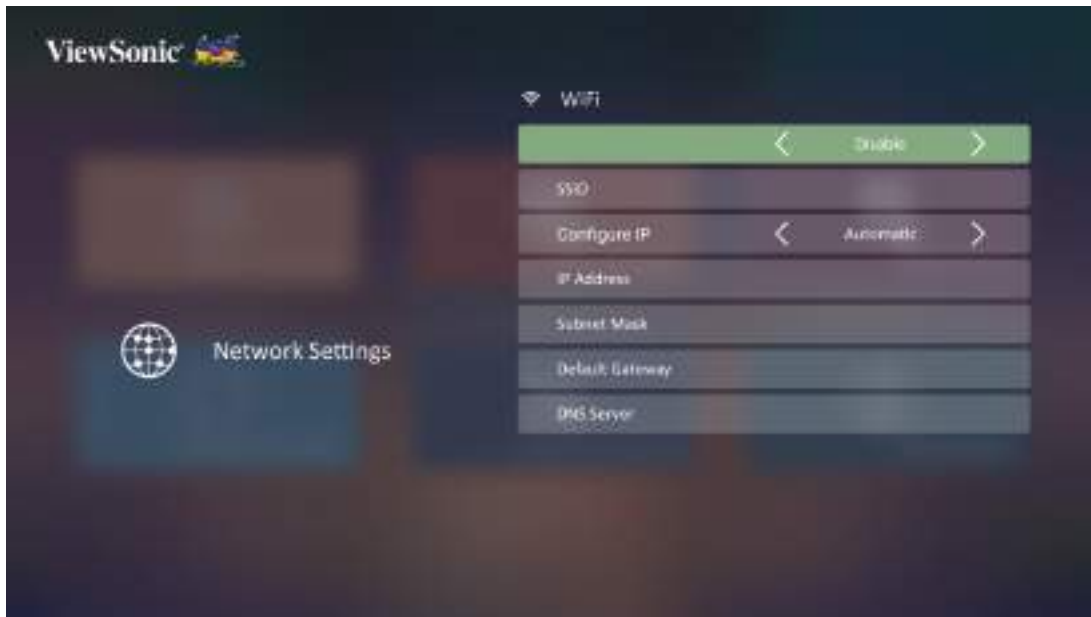 ViewSonic
WiFi
Disable
SSID
Configure IP
Automatic
IP Address
Subnet Mask
Network Settings
Default Gateway
DNS Server